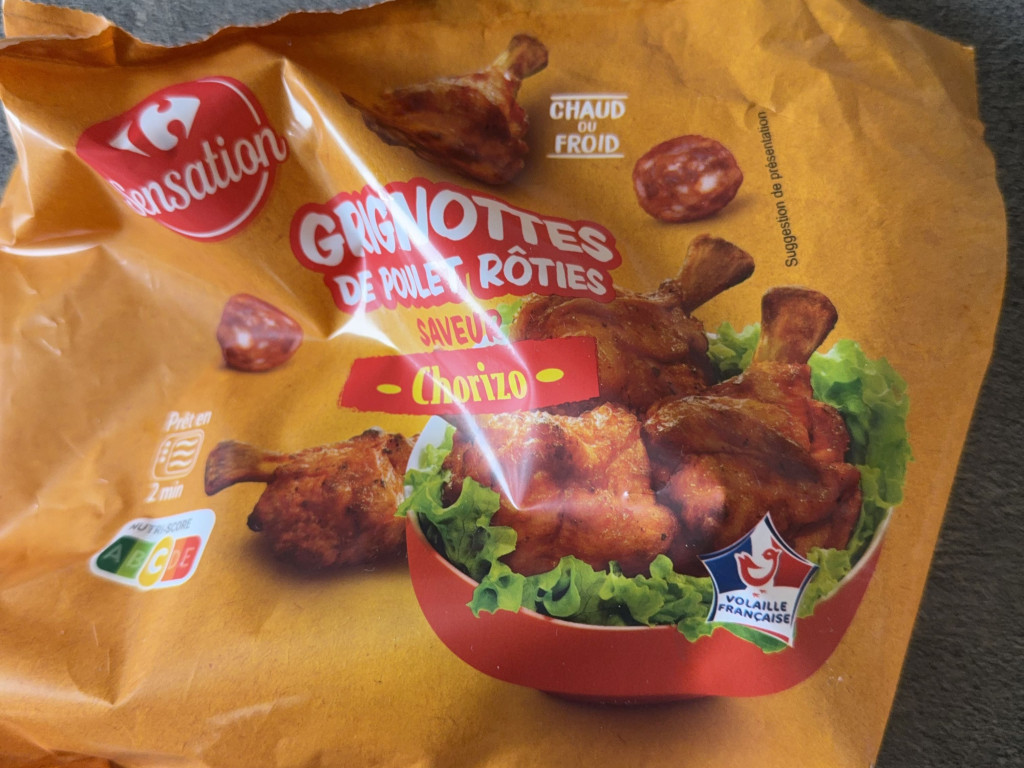 Sensation
CHAUD
OU
FROID
Suggestion de présentation
GRIGNOTTES
DE POULET RÔTIES
SAVEUR
- Chorizo -
Prêt en
2 min
NUTRI-SCORE
A B C D E
VOLAILLE
FRANÇAISE